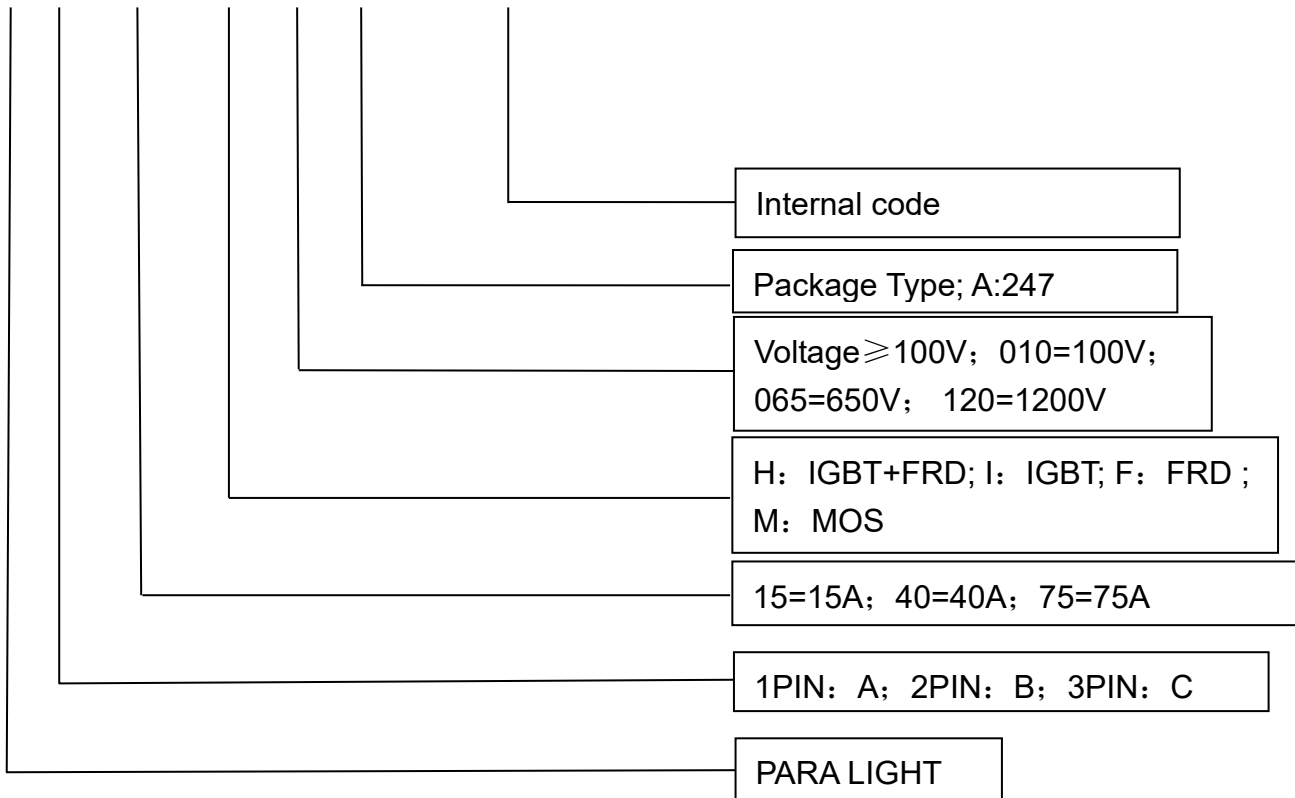 Internal code
Package Type; A:247
Voltage≥100V；010=100V；
065=650V； 120=1200V
H：IGBT+FRD; I：IGBT; F：FRD ;
M：MOS
15=15A；40=40A；75=75A
1PIN：A；2PIN：B；3PIN：C
PARA LIGHT